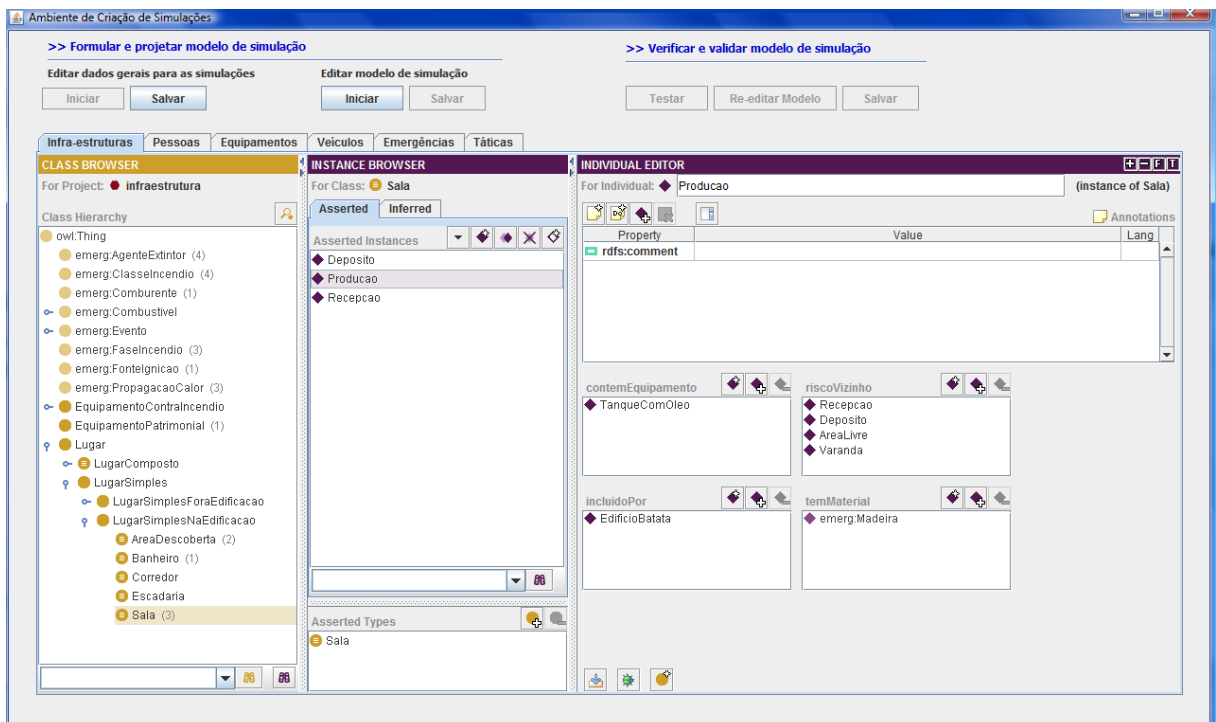 Ambiente de Criação de Simulações
>> Formular e projetar modelo de simulação
>> Verificar e validar modelo de simulação
Editar dados gerais para as simulações
Editar modelo de simulação
Iniciar
Salvar
Iniciar
Salvar
Testar
Re-editar Modelo
Salvar
Infra-estruturas
Pessoas
Equipamentos
Veículos
Emergências
Táticas
CLASS BROWSER
For Project: infraestrutura
Class Hierarchy
owl:Thing
emerg:AgenteExtintor (4)
emerg:ClasseIncendio (4)
emerg:Comburente (1)
emerg:Combustivel
emerg:Evento
emerg:FaseIncendio (3)
emerg:FonteIgnicao (1)
emerg:PropagacaoCalor (3)
EquipamentoContraIncendio
EquipamentoPatrimonial (1)
Lugar
LugarComposto
LugarSimples
LugarSimplesForaEdificacao
LugarSimplesNaEdificacao
AreaDescoberta (2)
Banheiro (1)
Corredor
Escadaria
Sala (3)
INSTANCE BROWSER
For Class: Sala
Asserted
Inferred
Asserted Instances
Deposito
Producao
Recepcao
Asserted Types
Sala
INDIVIDUAL EDITOR
+ − F T
For Individual: Producao (instance of Sala)
Annotations
Property Value Lang
rdfs:comment
contemEquipamento
TanqueComOleo
riscoVizinho
Recepcao
Deposito
AreaLivre
Varanda
incluidoPor
EdificioBatata
temMaterial
emerg:Madeira